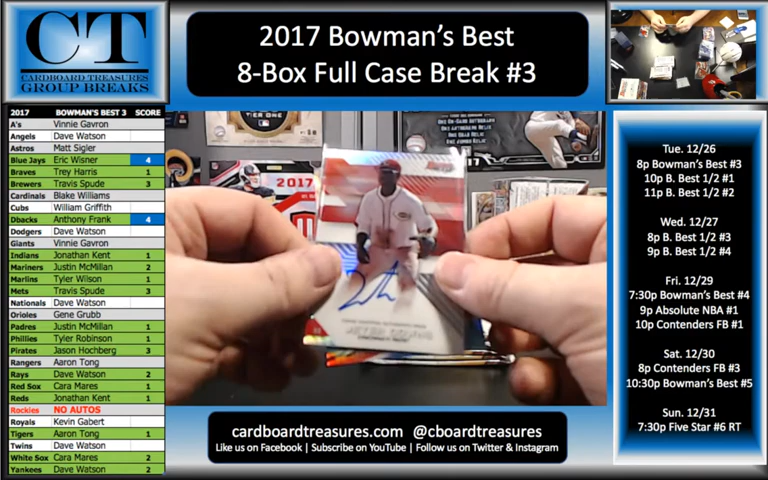 CT
CARDBOARD TREASURES
GROUP BREAKS
2017 Bowman's Best
8-Box Full Case Break #3
2017 BOWMAN'S BEST 3 SCORE
A's Vinnie Gavron
Angels Dave Watson
Astros Matt Sigler
Blue Jays Eric Wisner 4
Braves Trey Harris 1
Brewers Travis Spude 3
Cardinals Blake Williams
Cubs William Griffith
Dbacks Anthony Frank 4
Dodgers Dave Watson
Giants Vinnie Gavron
Indians Jonathan Kent 1
Mariners Justin McMillan 2
Marlins Tyler Wilson 1
Mets Travis Spude 3
Nationals Dave Watson
Orioles Gene Grubb
Padres Justin McMillan 1
Phillies Tyler Robinson 1
Pirates Jason Hochberg 3
Rangers Aaron Tong
Rays Dave Watson 2
Red Sox Cara Mares 1
Reds Jonathan Kent 1
Rockies NO AUTOS
Royals Kevin Gabert
Tigers Aaron Tong 1
Twins Dave Watson
White Sox Cara Mares 2
Yankees Dave Watson 2
TIER ONE
2017
Tue. 12/26
8p Bowman's Best #3
10p B. Best 1/2 #1
11p B. Best 1/2 #2
Wed. 12/27
8p B. Best 1/2 #3
9p B. Best 1/2 #4
Fri. 12/29
7:30p Bowman's Best #4
9p Absolute NBA #1
10p Contenders FB #1
Sat. 12/30
8p Contenders FB #3
10:30p Bowman's Best #5
Sun. 12/31
7:30p Five Star #6 RT
cardboardtreasures.com @cboardtreasures
Like us on Facebook | Subscribe on YouTube | Follow us on Twitter & Instagram